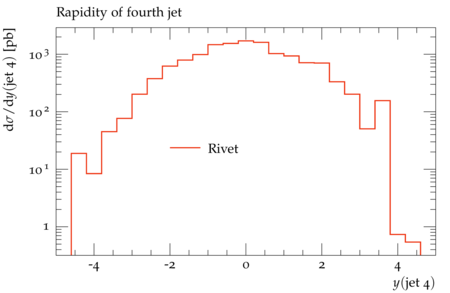 Rapidity of fourth jet
dσ/dy(jet 4) [pb]
10³
10²
10¹
1
Rivet
-4 -2 0 2 4
y(jet 4)